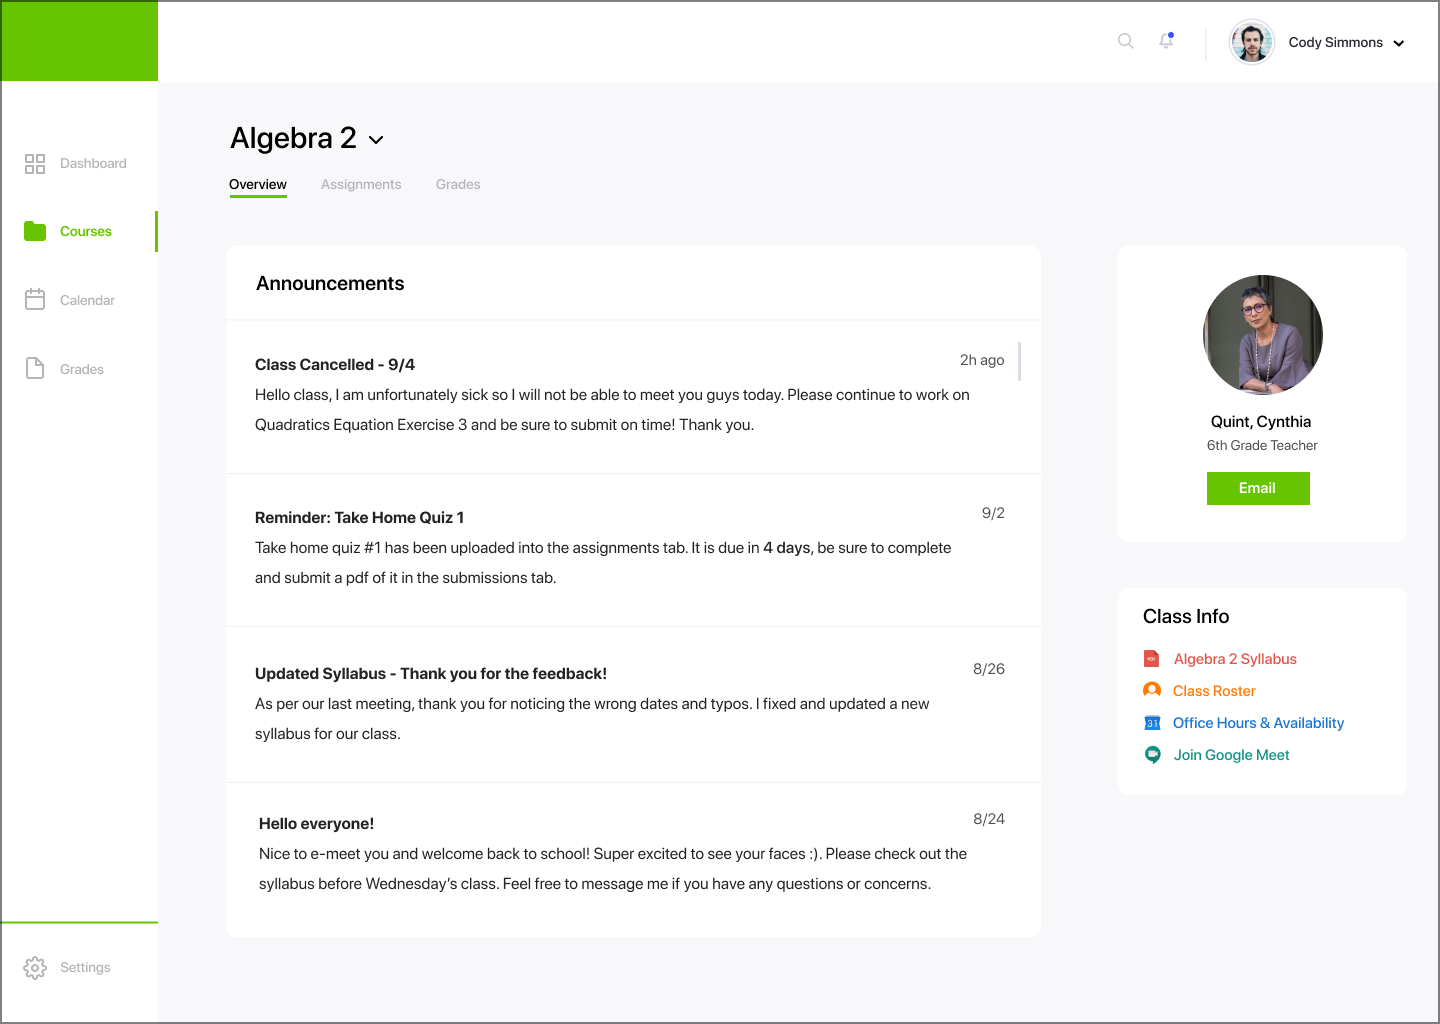 Cody Simmons
Dashboard
Courses
Calendar
Grades
Settings
Algebra 2
Overview
Assignments
Grades
Announcements
Class Cancelled - 9/4
2h ago
Hello class, I am unfortunately sick so I will not be able to meet you guys today. Please continue to work on
Quadratics Equation Exercise 3 and be sure to submit on time! Thank you.
Reminder: Take Home Quiz 1
9/2
Take home quiz #1 has been uploaded into the assignments tab. It is due in 4 days, be sure to complete
and submit a pdf of it in the submissions tab.
Updated Syllabus - Thank you for the feedback!
8/26
As per our last meeting, thank you for noticing the wrong dates and typos. I fixed and updated a new
syllabus for our class.
Hello everyone!
8/24
Nice to e-meet you and welcome back to school! Super excited to see your faces :). Please check out the
syllabus before Wednesday’s class. Feel free to message me if you have any questions or concerns.
Quint, Cynthia
6th Grade Teacher
Email
Class Info
PDF
Algebra 2 Syllabus
Class Roster
31
Office Hours & Availability
Join Google Meet